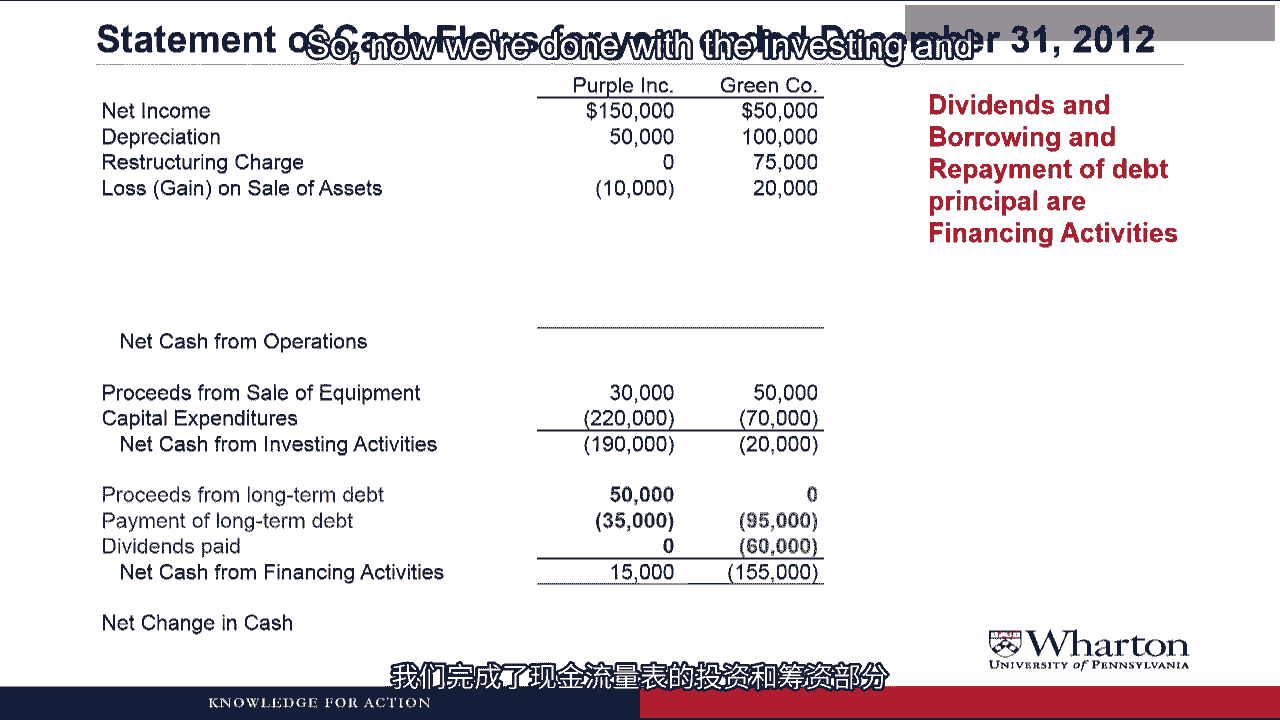 Statement of Cash Flows for year ended December 31, 2012
So, now we're done with the investing and
Purple Inc. Green Co.
Net Income $150,000 $50,000
Depreciation 50,000 100,000
Restructuring Charge 0 75,000
Loss (Gain) on Sale of Assets (10,000) 20,000
Net Cash from Operations
Proceeds from Sale of Equipment 30,000 50,000
Capital Expenditures (220,000) (70,000)
Net Cash from Investing Activities (190,000) (20,000)
Proceeds from long-term debt 50,000 0
Payment of long-term debt (35,000) (95,000)
Dividends paid 0 (60,000)
Net Cash from Financing Activities 15,000 (155,000)
Net Change in Cash
Dividends and
Borrowing and
Repayment of debt
principal are
Financing Activities
Wharton
UNIVERSITY of PENNSYLVANIA
我们完成了现金流量表的投资和筹资部分
KNOWLEDGE FOR ACTION